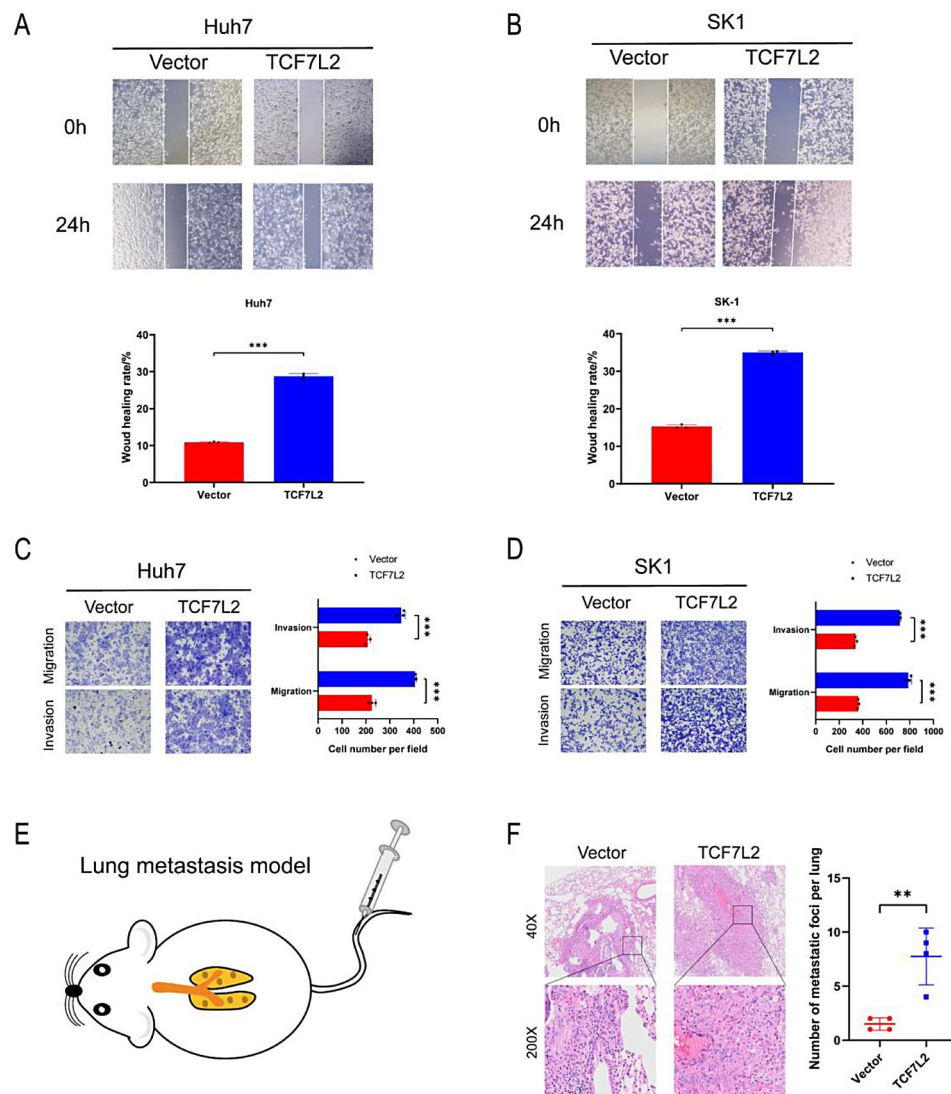 A
Huh7
Vector TCF7L2
0h
24h
Huh7
Woud healing rate/%
40
30
20
10
0
***
Vector TCF7L2
B
SK1
Vector TCF7L2
0h
24h
SK-1
Woud healing rate/%
40
30
20
10
0
***
Vector TCF7L2
C
Huh7
Vector TCF7L2
Migration
Invasion
Vector
TCF7L2
Invasion
***
Migration
***
0 100 200 300 400 500
Cell number per field
D
SK1
Vector TCF7L2
Migration
Invasion
Vector
TCF7L2
Invasion
***
Migration
***
0 200 400 600 800 1000
Cell number per field
E
Lung metastasis model
F
Vector TCF7L2
40X
200X
Number of metastatic foci per lung
15
10
5
0
**
Vector TCF7L2